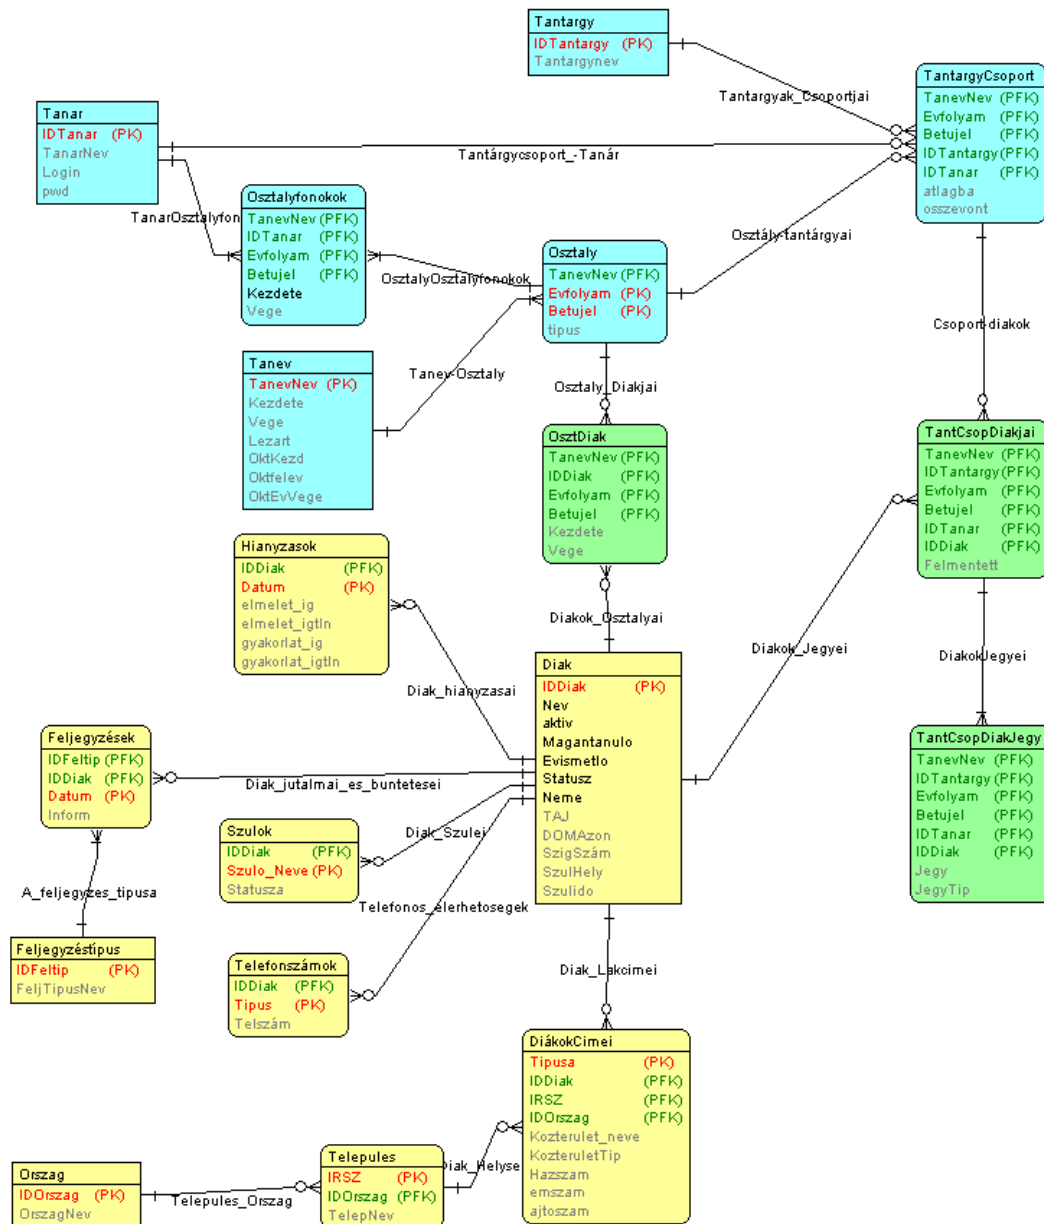 Tantargy
IDTantargy (PK)
Tantargynev
Tantargyak_Csoportjai
TantargyCsoport
TanevNev (PFK)
Evfolyam (PFK)
Betujel (PFK)
IDTantargy (PFK)
IDTanar (PFK)
atlagba
osszevont
Tanar
IDTanar (PK)
TanarNev
Login
pwd
Tantárgycsoport_-Tanár
TanarOsztalyfon
Osztalyfonokok
TanevNev (PFK)
IDTanar (PFK)
Evfolyam (PFK)
Betujel (PFK)
Kezdete
Vege
OsztalyOsztalyfonokok
Osztály-tantárgyai
Osztaly
TanevNev (PFK)
Evfolyam (PK)
Betujel (PK)
tipus
Csoport-diakok
Tanev
TanevNev (PK)
Kezdete
Vege
Lezart
OktKezd
Oktfelev
OktEvVege
Tanev-Osztaly
Osztaly_Diakjai
OsztDiak
TanevNev (PFK)
IDDiak (PFK)
Evfolyam (PFK)
Betujel (PFK)
Kezdete
Vege
TantCsopDiakjai
TanevNev (PFK)
IDTantargy (PFK)
Evfolyam (PFK)
Betujel (PFK)
IDTanar (PFK)
IDDiak (PFK)
Felmentett
Hianyzasok
IDDiak (PFK)
Datum (PK)
elmelet_ig
elmelet_igtln
gyakorlat_ig
gyakorlat_igtln
Diakok_Osztalyai
Diakok_Jegyei
DiakokJegyei
Diak_hianyzasai
Diak
IDDiak (PK)
Nev
aktiv
Magantanulo
Evismetlo
Statusz
Neme
TAJ
DOMAzon
SzigSzám
SzulHely
Szulido
TantCsopDiakJegy
TanevNev (PFK)
IDTantargy (PFK)
Evfolyam (PFK)
Betujel (PFK)
IDTanar (PFK)
IDDiak (PFK)
Jegy
JegyTip
Feljegyzések
IDFeltip (PFK)
IDDiak (PFK)
Datum (PK)
Inform
Diak_jutalmai_es_buntetesei
Szulok
IDDiak (PFK)
Szulo_Neve (PK)
Statusza
Diak_Szulei
A_feljegyzes_tipusa
Telefonos_elerhetosegek
Feljegyzéstípus
IDFeltip (PK)
FeljTipusNev
Telefonszámok
IDDiak (PFK)
Tipus (PK)
Telszám
Diak_Lakcimei
DiákokCimei
Tipusa (PK)
IDDiak (PFK)
IRSZ (PFK)
IDOrszag (PFK)
Kozterulet_neve
KozteruletTip
Hazszam
emszam
ajtoszam
Orszag
IDOrszag (PK)
OrszagNev
Telepules_Orszag
Telepules
IRSZ (PK)
IDOrszag (PFK)
TelepNev
Diak_Helyse